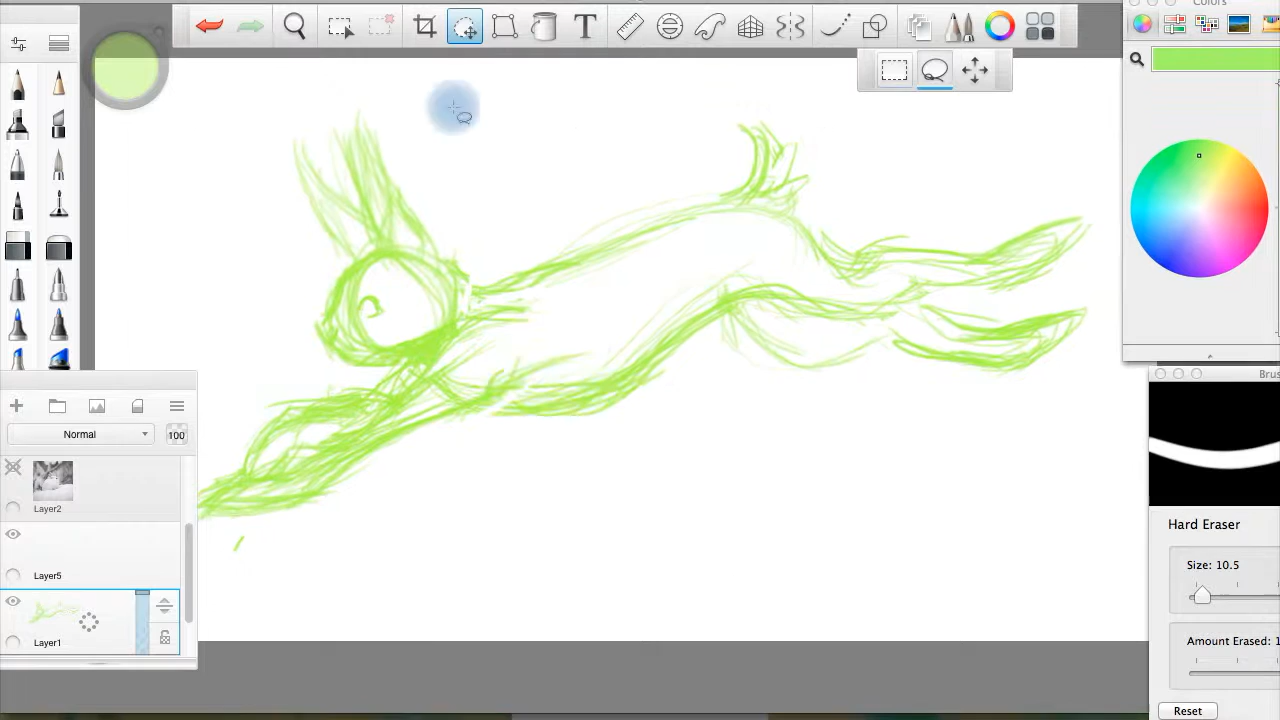 Colors
Normal
100
Layer2
Layer5
Layer1
Brus
Hard Eraser
Size: 10.5
Amount Erased: 1
Reset